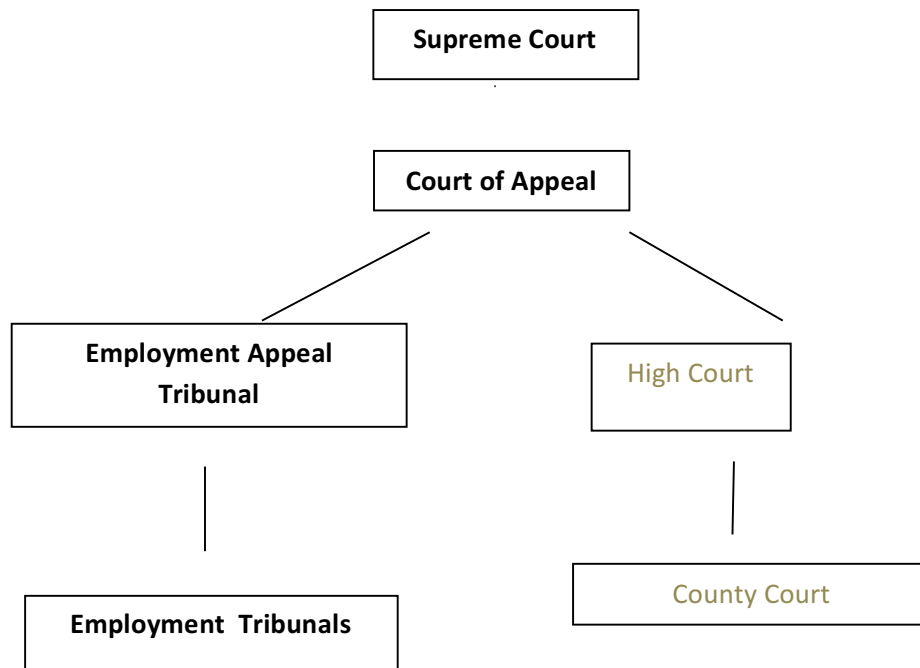 Supreme Court
Court of Appeal
Employment Appeal
Tribunal
High Court
Employment Tribunals
County Court